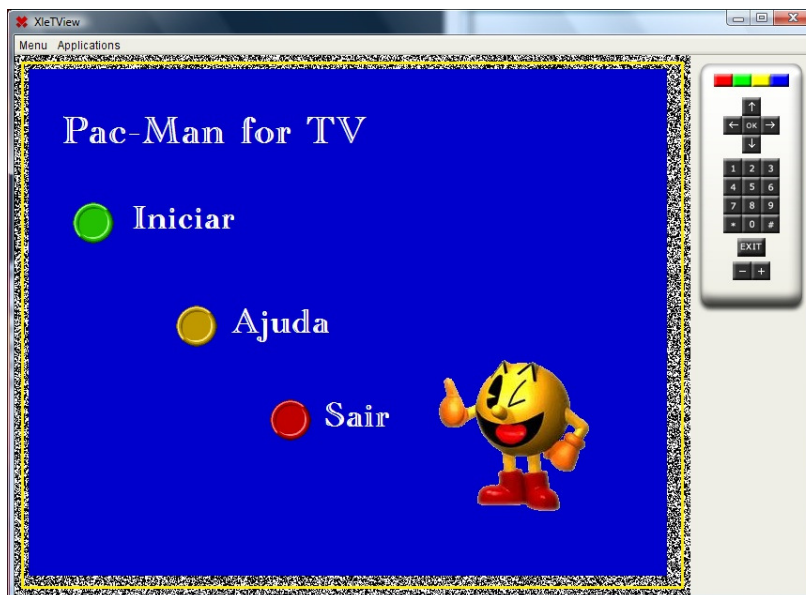 XleTView
Menu Applications
Pac-Man for TV
Iniciar
Ajuda
Sair
↑
← OK →
↓
1 2 3
4 5 6
7 8 9
* 0 #
EXIT
− +